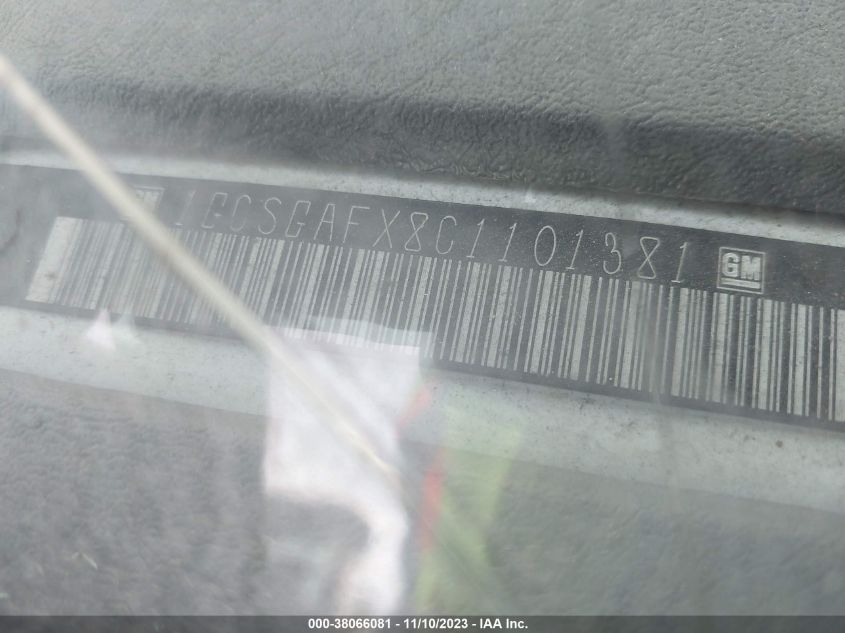 1GCSGAFX8C1101381 GM
000-38066081 - 11/10/2023 - IAA Inc.